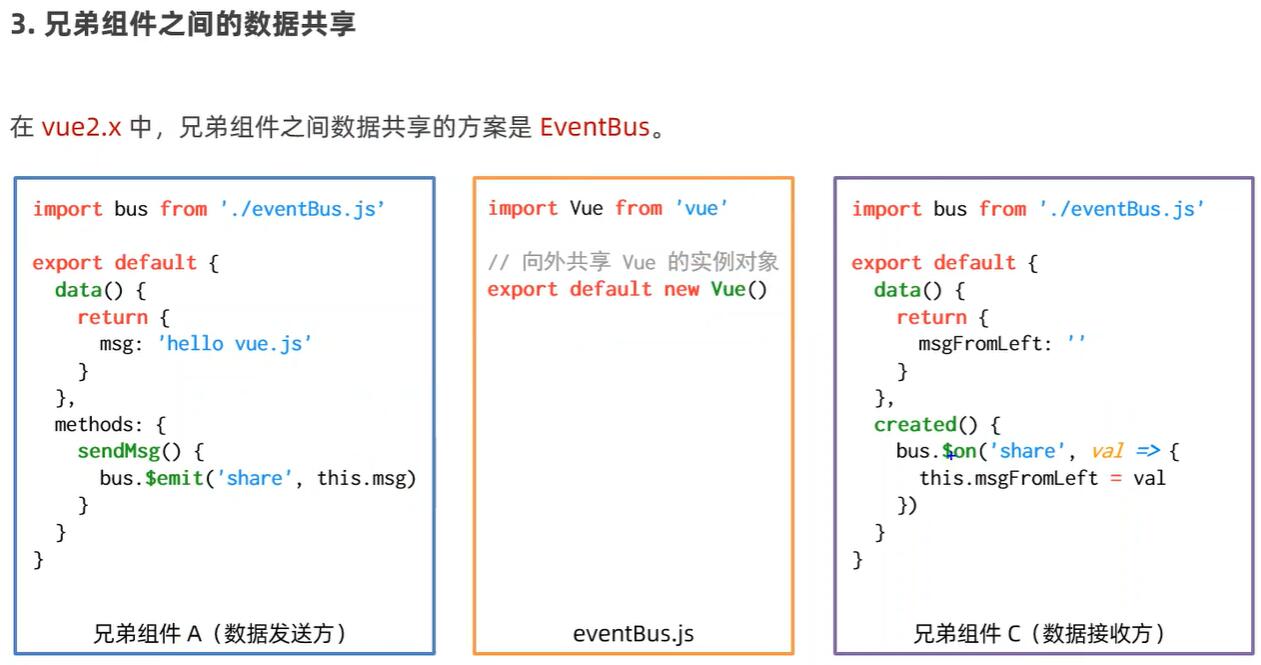 3. 兄弟组件之间的数据共享
在 vue2.x 中，兄弟组件之间数据共享的方案是 EventBus。
import bus from './eventBus.js’
export default {
data() {
return {
msg: 'hello vue.js’
}
},
methods: {
sendMsg() {
bus.$emit('share’, this.msg)
}
}
}
兄弟组件 A（数据发送方）
import Vue from 'vue’
// 向外共享 Vue 的实例对象
export default new Vue()
eventBus.js
import bus from './eventBus.js’
export default {
data() {
return {
msgFromLeft: ''
}
},
created() {
bus.$on('share’, val => {
this.msgFromLeft = val
})
}
}
兄弟组件 C（数据接收方）